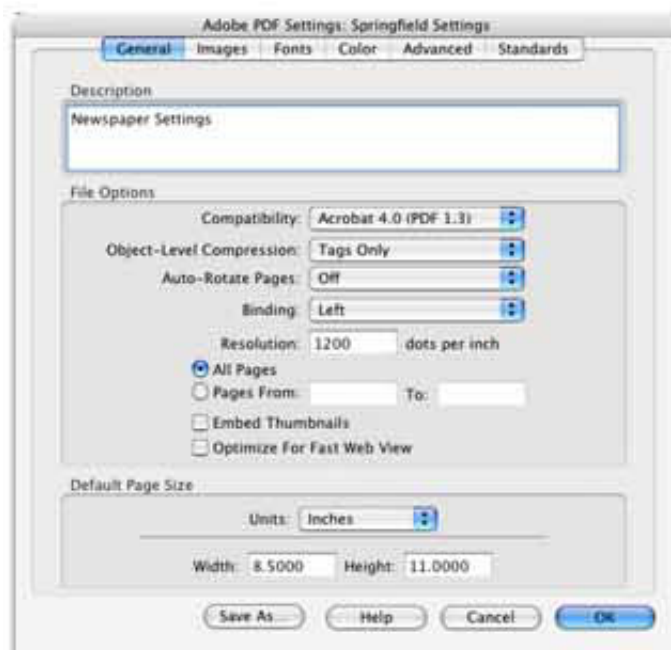 Adobe PDF Settings: Springfield Settings
General Images Fonts Color Advanced Standards
Description
Newspaper Settings
File Options
Compatibility: Acrobat 4.0 (PDF 1.3)
Object-Level Compression: Tags Only
Auto-Rotate Pages: Off
Binding: Left
Resolution: 1200 dots per inch
All Pages
Pages From: To:
Embed Thumbnails
Optimize For Fast Web View
Default Page Size
Units: Inches
Width: 8.5000 Height: 11.0000
Save As... Help Cancel OK